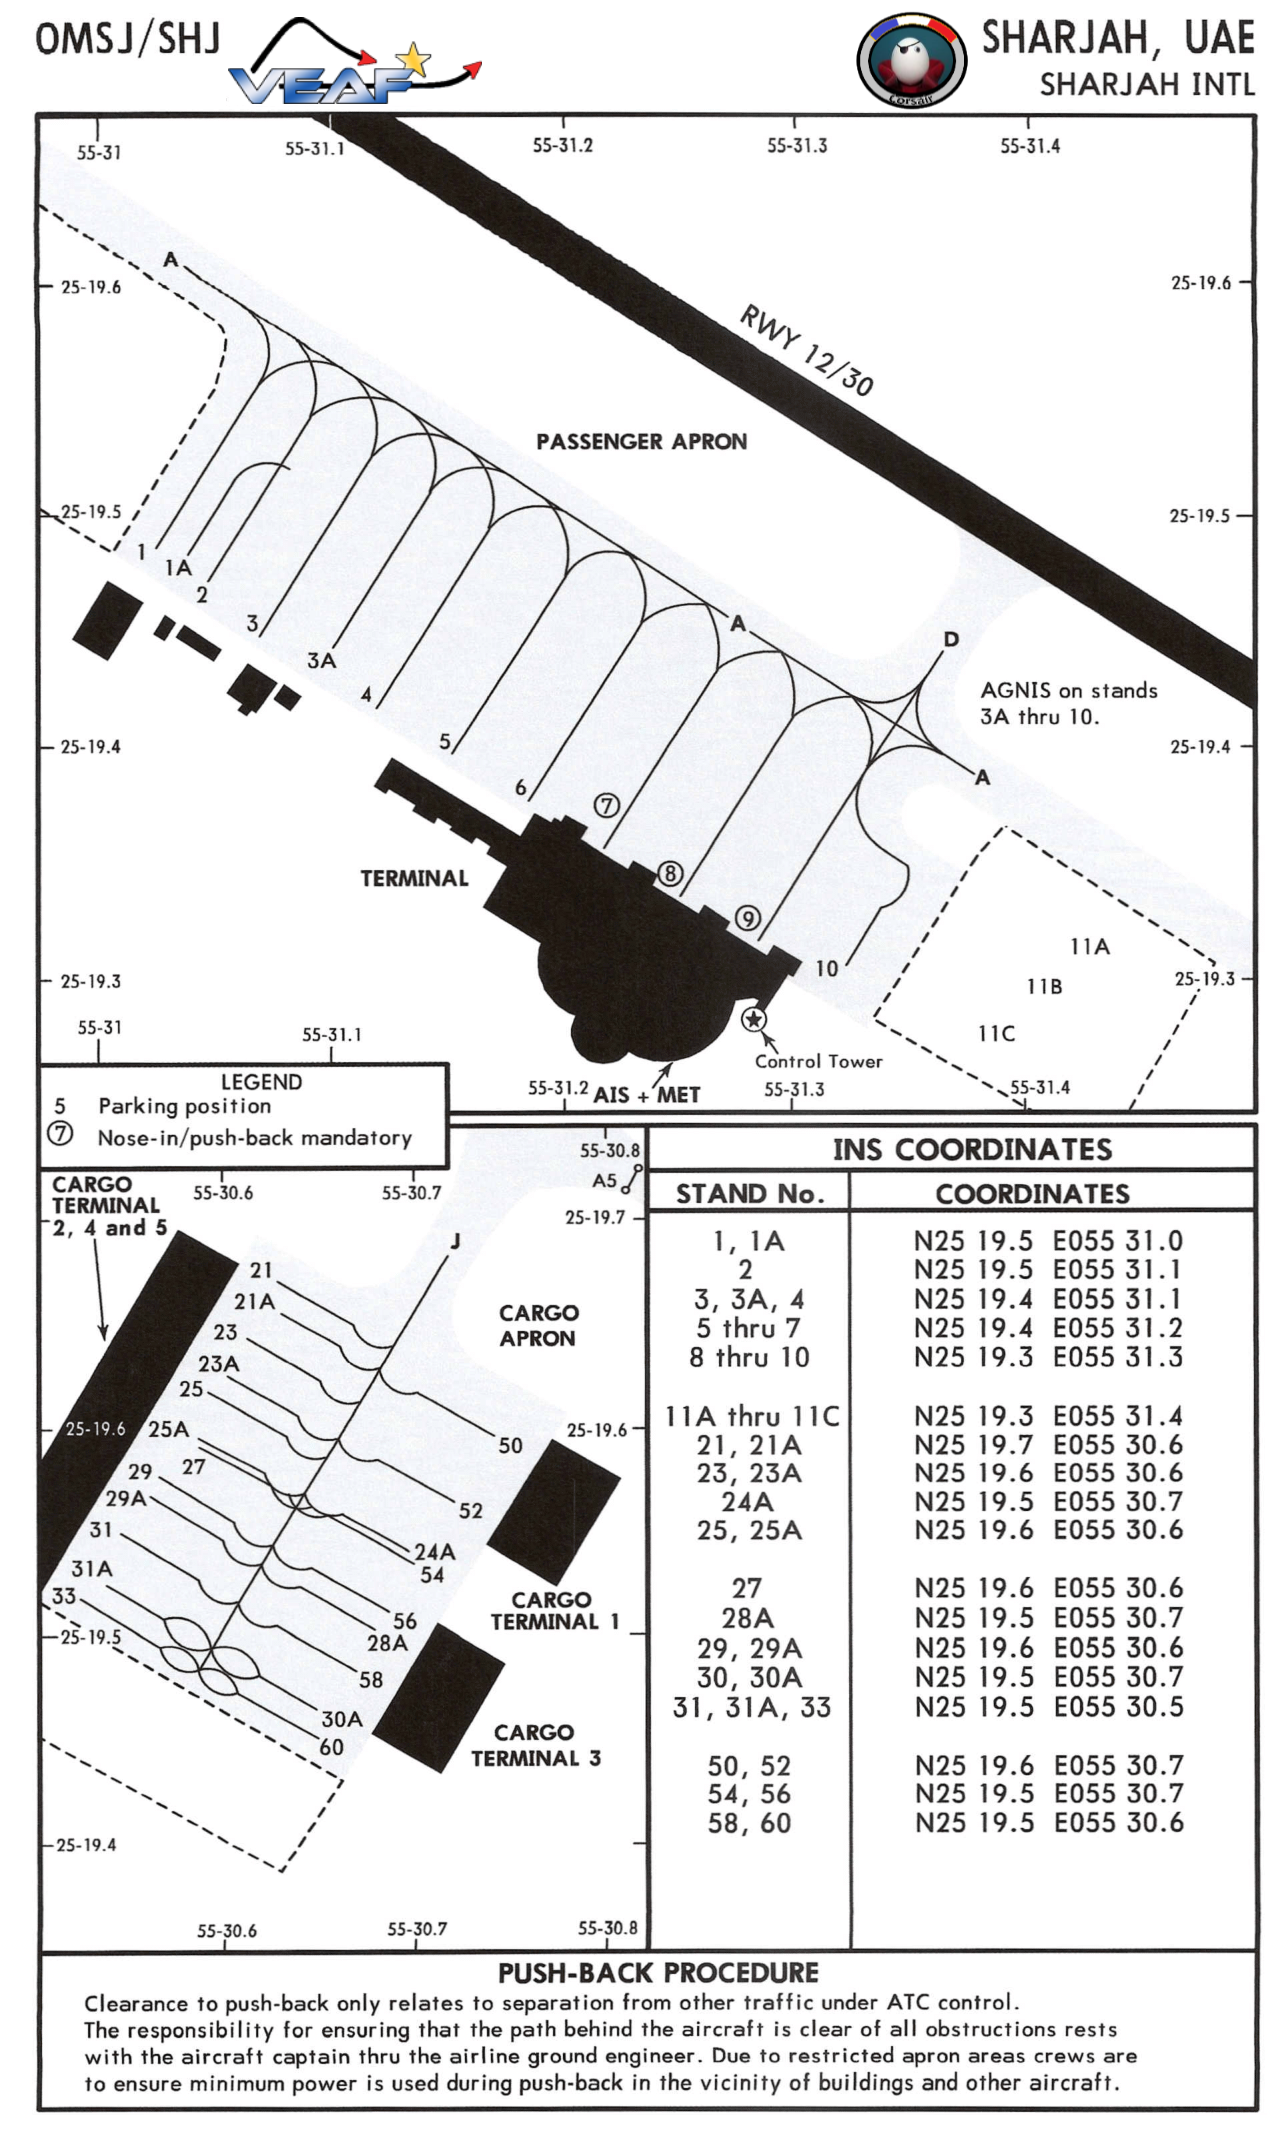 OMSJ/SHJ
VEAF
corsair
SHARJAH, UAE
SHARJAH INTL
55-31
55-31.1
55-31.2
55-31.3
55-31.4
A
25-19.6
25-19.6
RWY 12/30
PASSENGER APRON
25-19.5
25-19.5
1
1A
2
3
3A
4
5
6
7
8
9
10
A
D
AGNIS on stands
3A thru 10.
A
25-19.4
25-19.4
TERMINAL
11A
11B
11C
25-19.3
25-19.3
55-31
55-31.1
Control Tower
55-31.2
AIS + MET
55-31.3
55-31.4
LEGEND
5 Parking position
7 Nose-in/push-back mandatory
CARGO
TERMINAL
2, 4 and 5
55-30.6
55-30.7
55-30.8
A5
25-19.7
J
CARGO
APRON
21
21A
23
23A
25
25A
27
29
29A
31
31A
33
25-19.6
25-19.6
50
52
24A
54
56
28A
58
30A
60
CARGO
TERMINAL 1
25-19.5
CARGO
TERMINAL 3
25-19.4
55-30.6
55-30.7
55-30.8
INS COORDINATES
STAND No. COORDINATES
1, 1A N25 19.5 E055 31.0
2 N25 19.5 E055 31.1
3, 3A, 4 N25 19.4 E055 31.1
5 thru 7 N25 19.4 E055 31.2
8 thru 10 N25 19.3 E055 31.3
11A thru 11C N25 19.3 E055 31.4
21, 21A N25 19.7 E055 30.6
23, 23A N25 19.6 E055 30.6
24A N25 19.5 E055 30.7
25, 25A N25 19.6 E055 30.6
27 N25 19.6 E055 30.6
28A N25 19.5 E055 30.7
29, 29A N25 19.6 E055 30.6
30, 30A N25 19.5 E055 30.7
31, 31A, 33 N25 19.5 E055 30.5
50, 52 N25 19.6 E055 30.7
54, 56 N25 19.5 E055 30.7
58, 60 N25 19.5 E055 30.6
PUSH-BACK PROCEDURE
Clearance to push-back only relates to separation from other traffic under ATC control.
The responsibility for ensuring that the path behind the aircraft is clear of all obstructions rests
with the aircraft captain thru the airline ground engineer. Due to restricted apron areas crews are
to ensure minimum power is used during push-back in the vicinity of buildings and other aircraft.